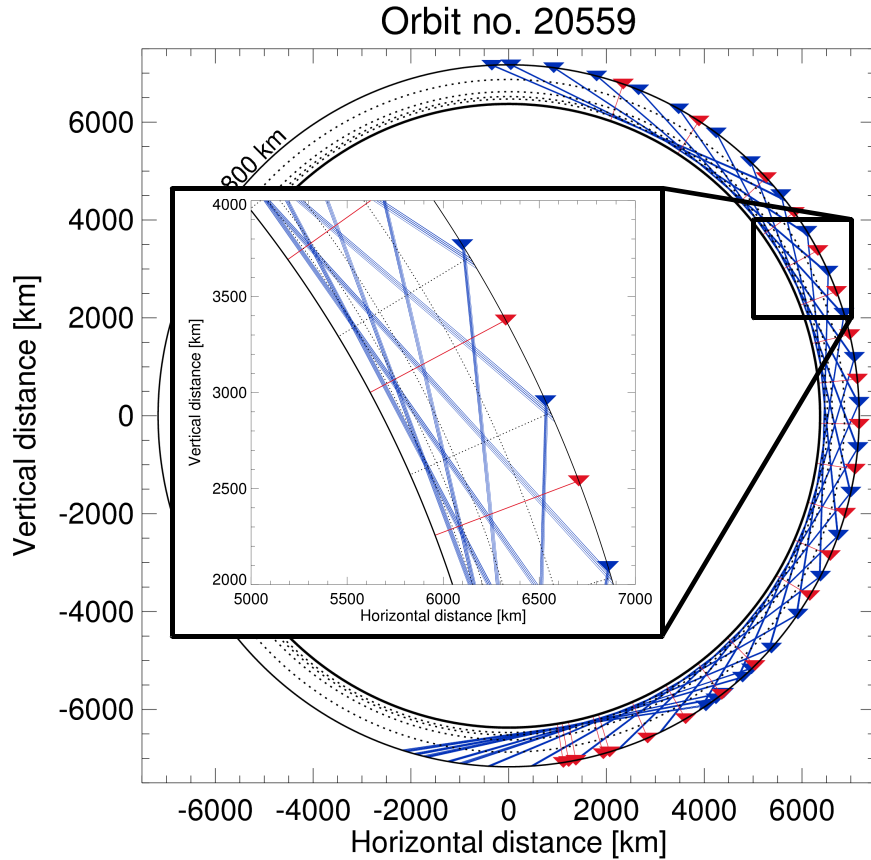 Orbit no. 20559
800 km
6000
4000
2000
0
-2000
-4000
-6000
Vertical distance [km]
4000
3500
3000
2500
2000
Vertical distance [km]
5000 5500 6000 6500 7000
Horizontal distance [km]
-6000 -4000 -2000 0 2000 4000 6000
Horizontal distance [km]